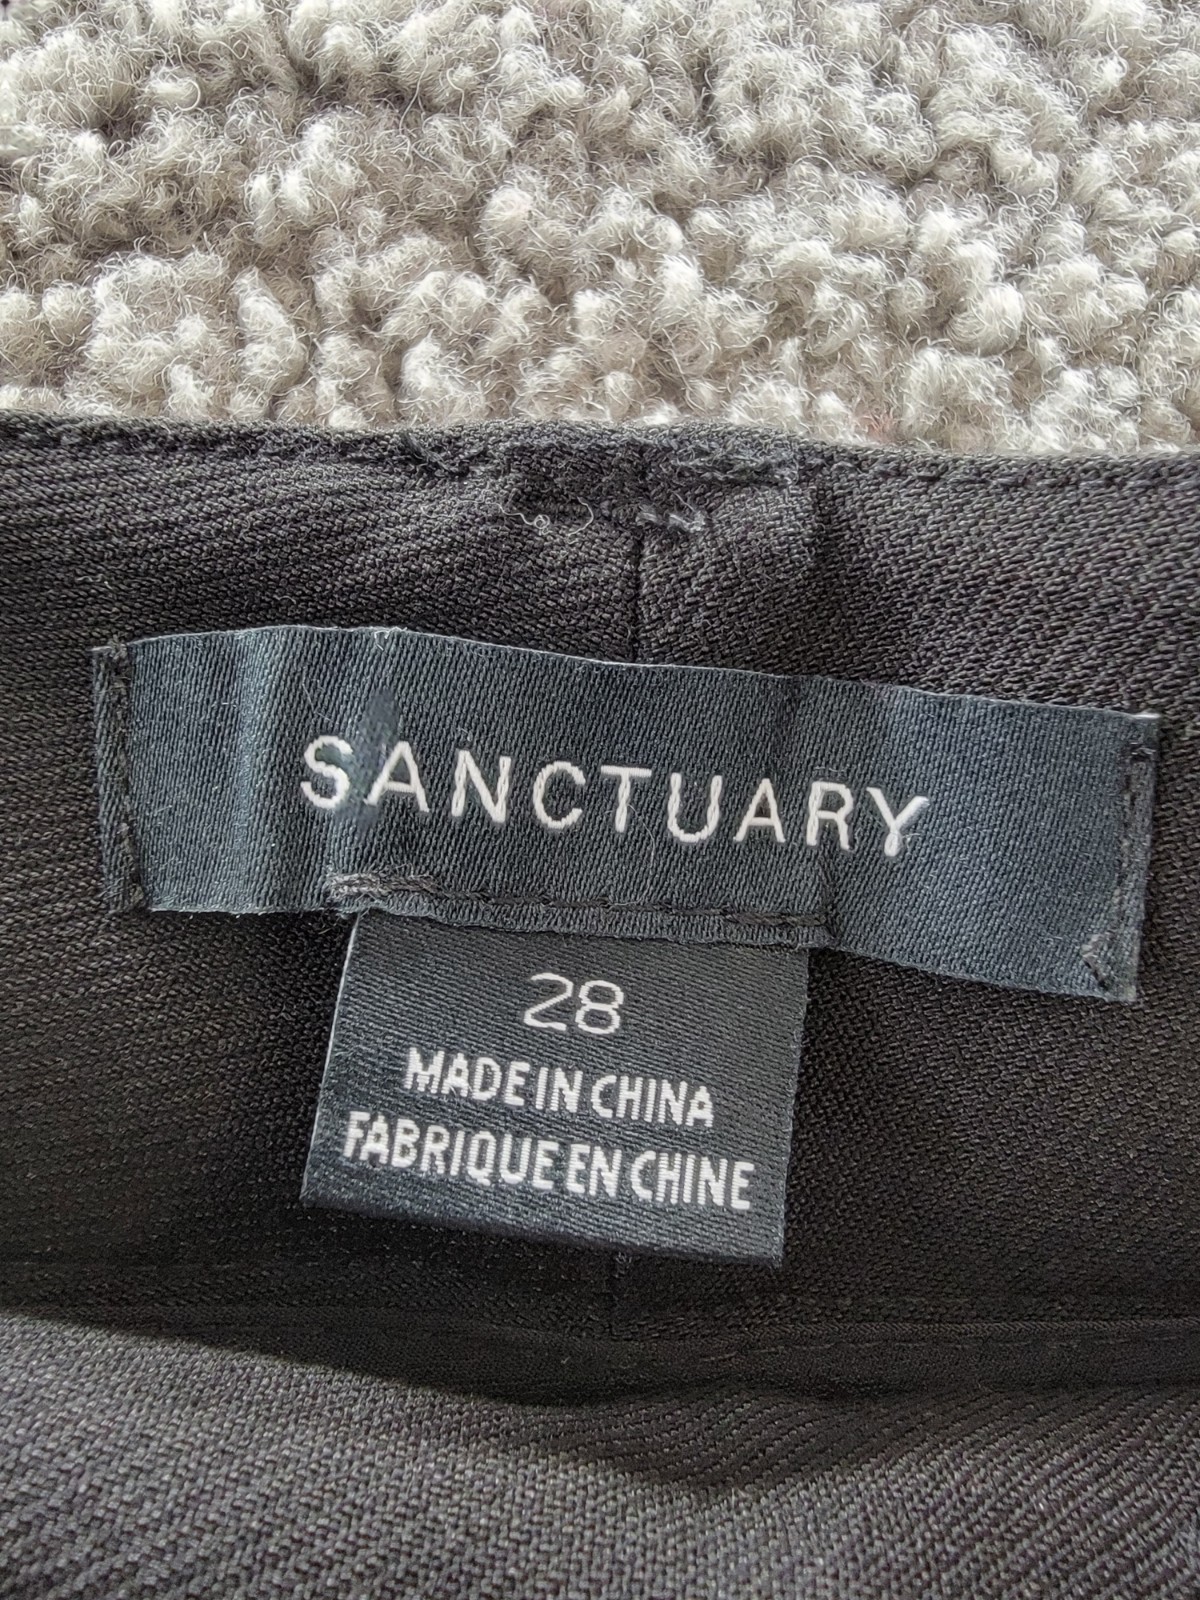 SANCTUARY
28
MADE IN CHINA
FABRIQUE EN CHINE